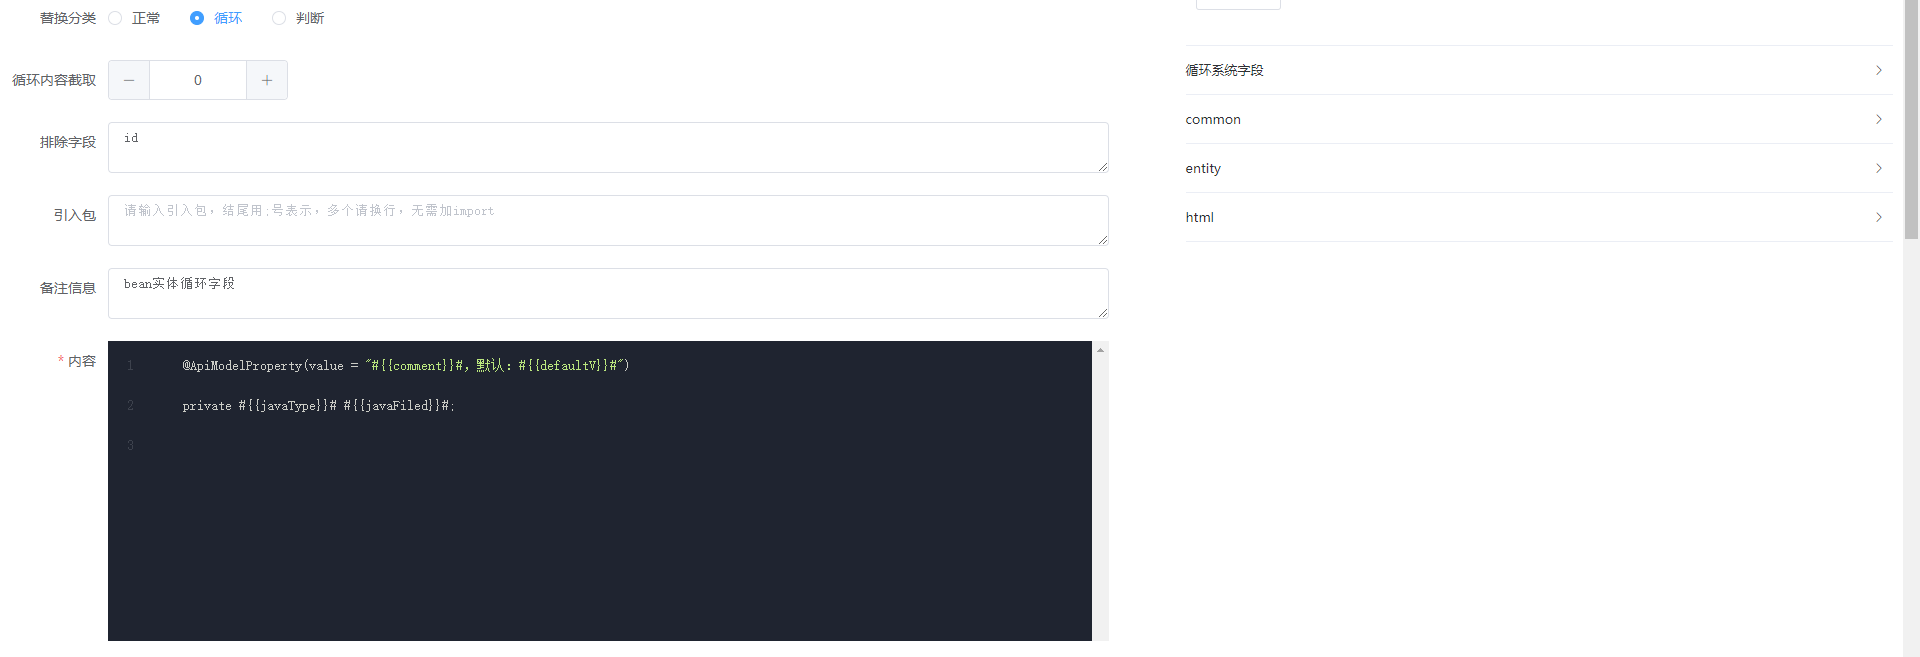 替换分类 正常 循环 判断
循环内容截取 0
排除字段 id
引入包 请输入引入包，结尾用;号表示，多个请换行，无需加import
备注信息 bean实体循环字段
* 内容
1 @ApiModelProperty(value = "#{{comment}}#，默认：#{{defaultV}}#")
2 private #{{javaType}}# #{{javaFiled}}#;
3
循环系统字段
common
entity
html